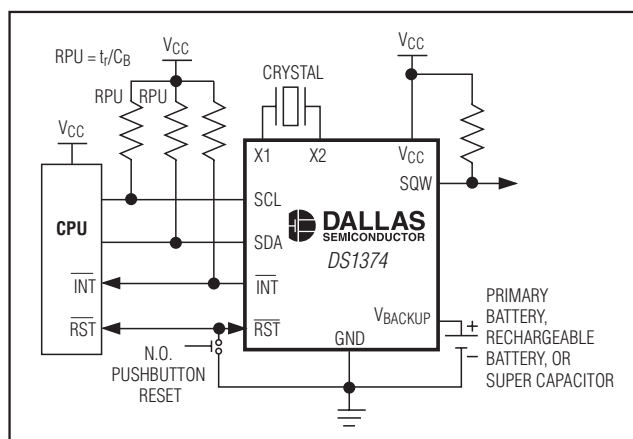 RPU = tr/CB
VCC
CRYSTAL
VCC
RPU
RPU
VCC
X1
X2
VCC
SCL
SQW
CPU
DALLAS
SEMICONDUCTOR
SDA
DS1374
INT
INT
VBACKUP
PRIMARY
BATTERY,
RECHARGEABLE
BATTERY, OR
SUPER CAPACITOR
+
−
RST
RST
GND
N.O.
PUSHBUTTON
RESET